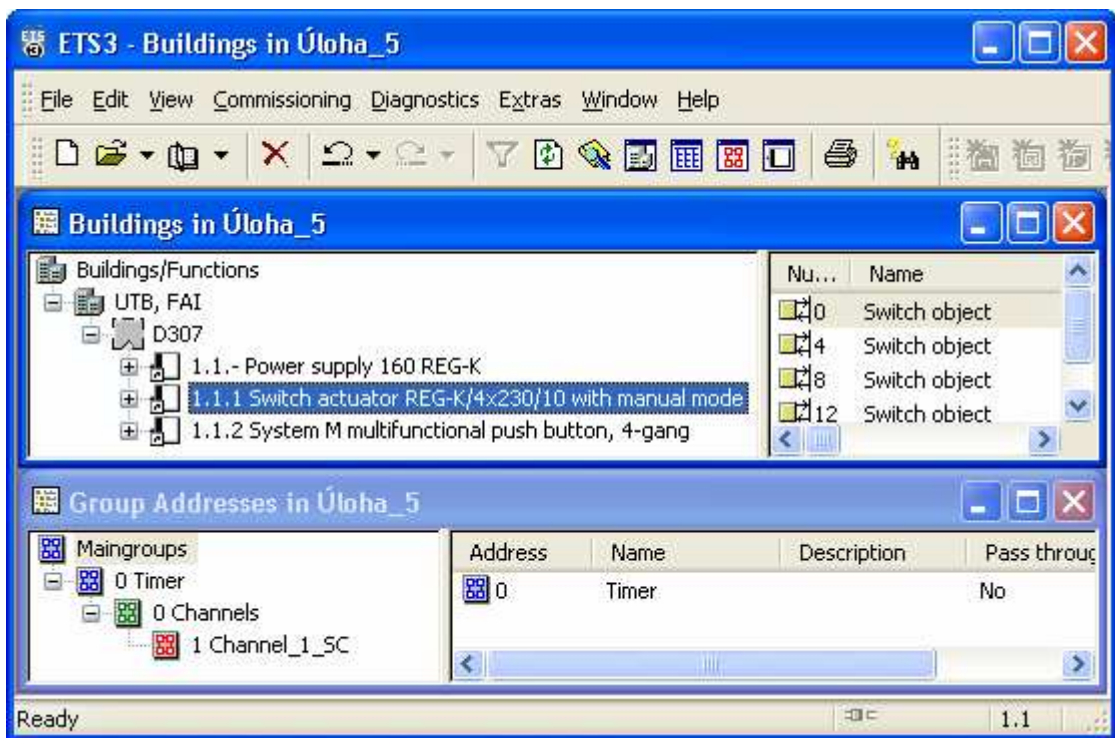 ETS3 - Buildings in Úloha_5
File Edit View Commissioning Diagnostics Extras Window Help
Buildings in Úloha_5
Buildings/Functions
UTB, FAI
D307
1.1.- Power supply 160 REG-K
1.1.1 Switch actuator REG-K/4x230/10 with manual mode
1.1.2 System M multifunctional push button, 4-gang
Nu... Name
0 Switch object
4 Switch object
8 Switch object
12 Switch object
Group Addresses in Úloha_5
Maingroups
0 Timer
0 Channels
1 Channel_1_SC
Address Name Description Pass throug
0 Timer No
Ready 1.1